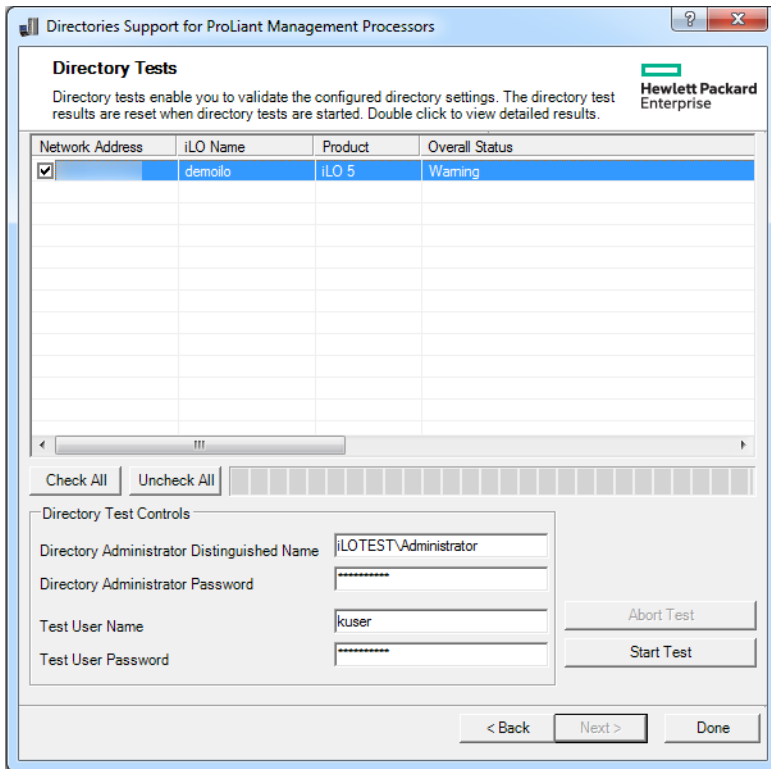 Directories Support for ProLiant Management Processors
Directory Tests
Directory tests enable you to validate the configured directory settings. The directory test
results are reset when directory tests are started. Double click to view detailed results.
Hewlett Packard
Enterprise
Network Address iLO Name Product Overall Status
demoilo iLO 5 Warning
Check All Uncheck All
Directory Test Controls
Directory Administrator Distinguished Name iLOTEST\Administrator
Directory Administrator Password **********
Test User Name kuser
Test User Password **********
Abort Test
Start Test
< Back Next > Done